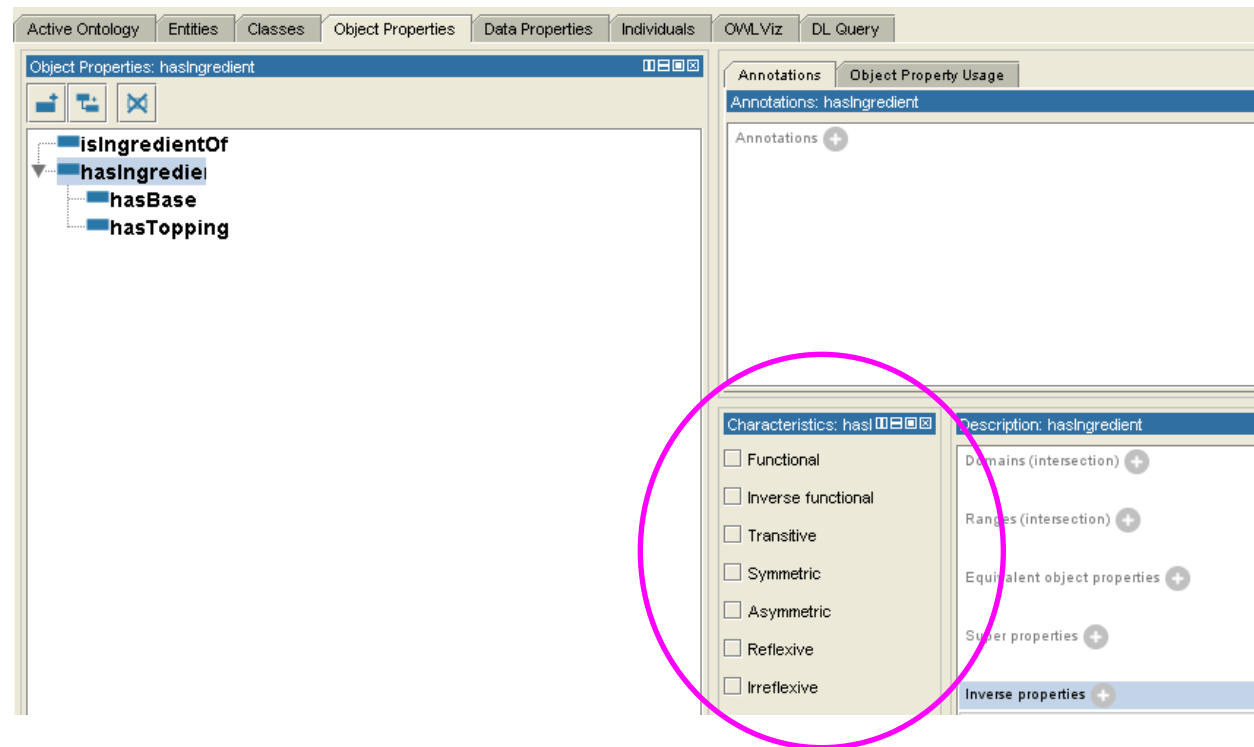 Active Ontology Entities Classes Object Properties Data Properties Individuals OWLViz DL Query
Object Properties: hasIngredient
isIngredientOf
hasIngredie
hasBase
hasTopping
Annotations Object Property Usage
Annotations: hasIngredient
Annotations
Characteristics: hasI
Functional
Inverse functional
Transitive
Symmetric
Asymmetric
Reflexive
Irreflexive
Description: hasIngredient
Domains (intersection)
Ranges (intersection)
Equivalent object properties
Super properties
Inverse properties